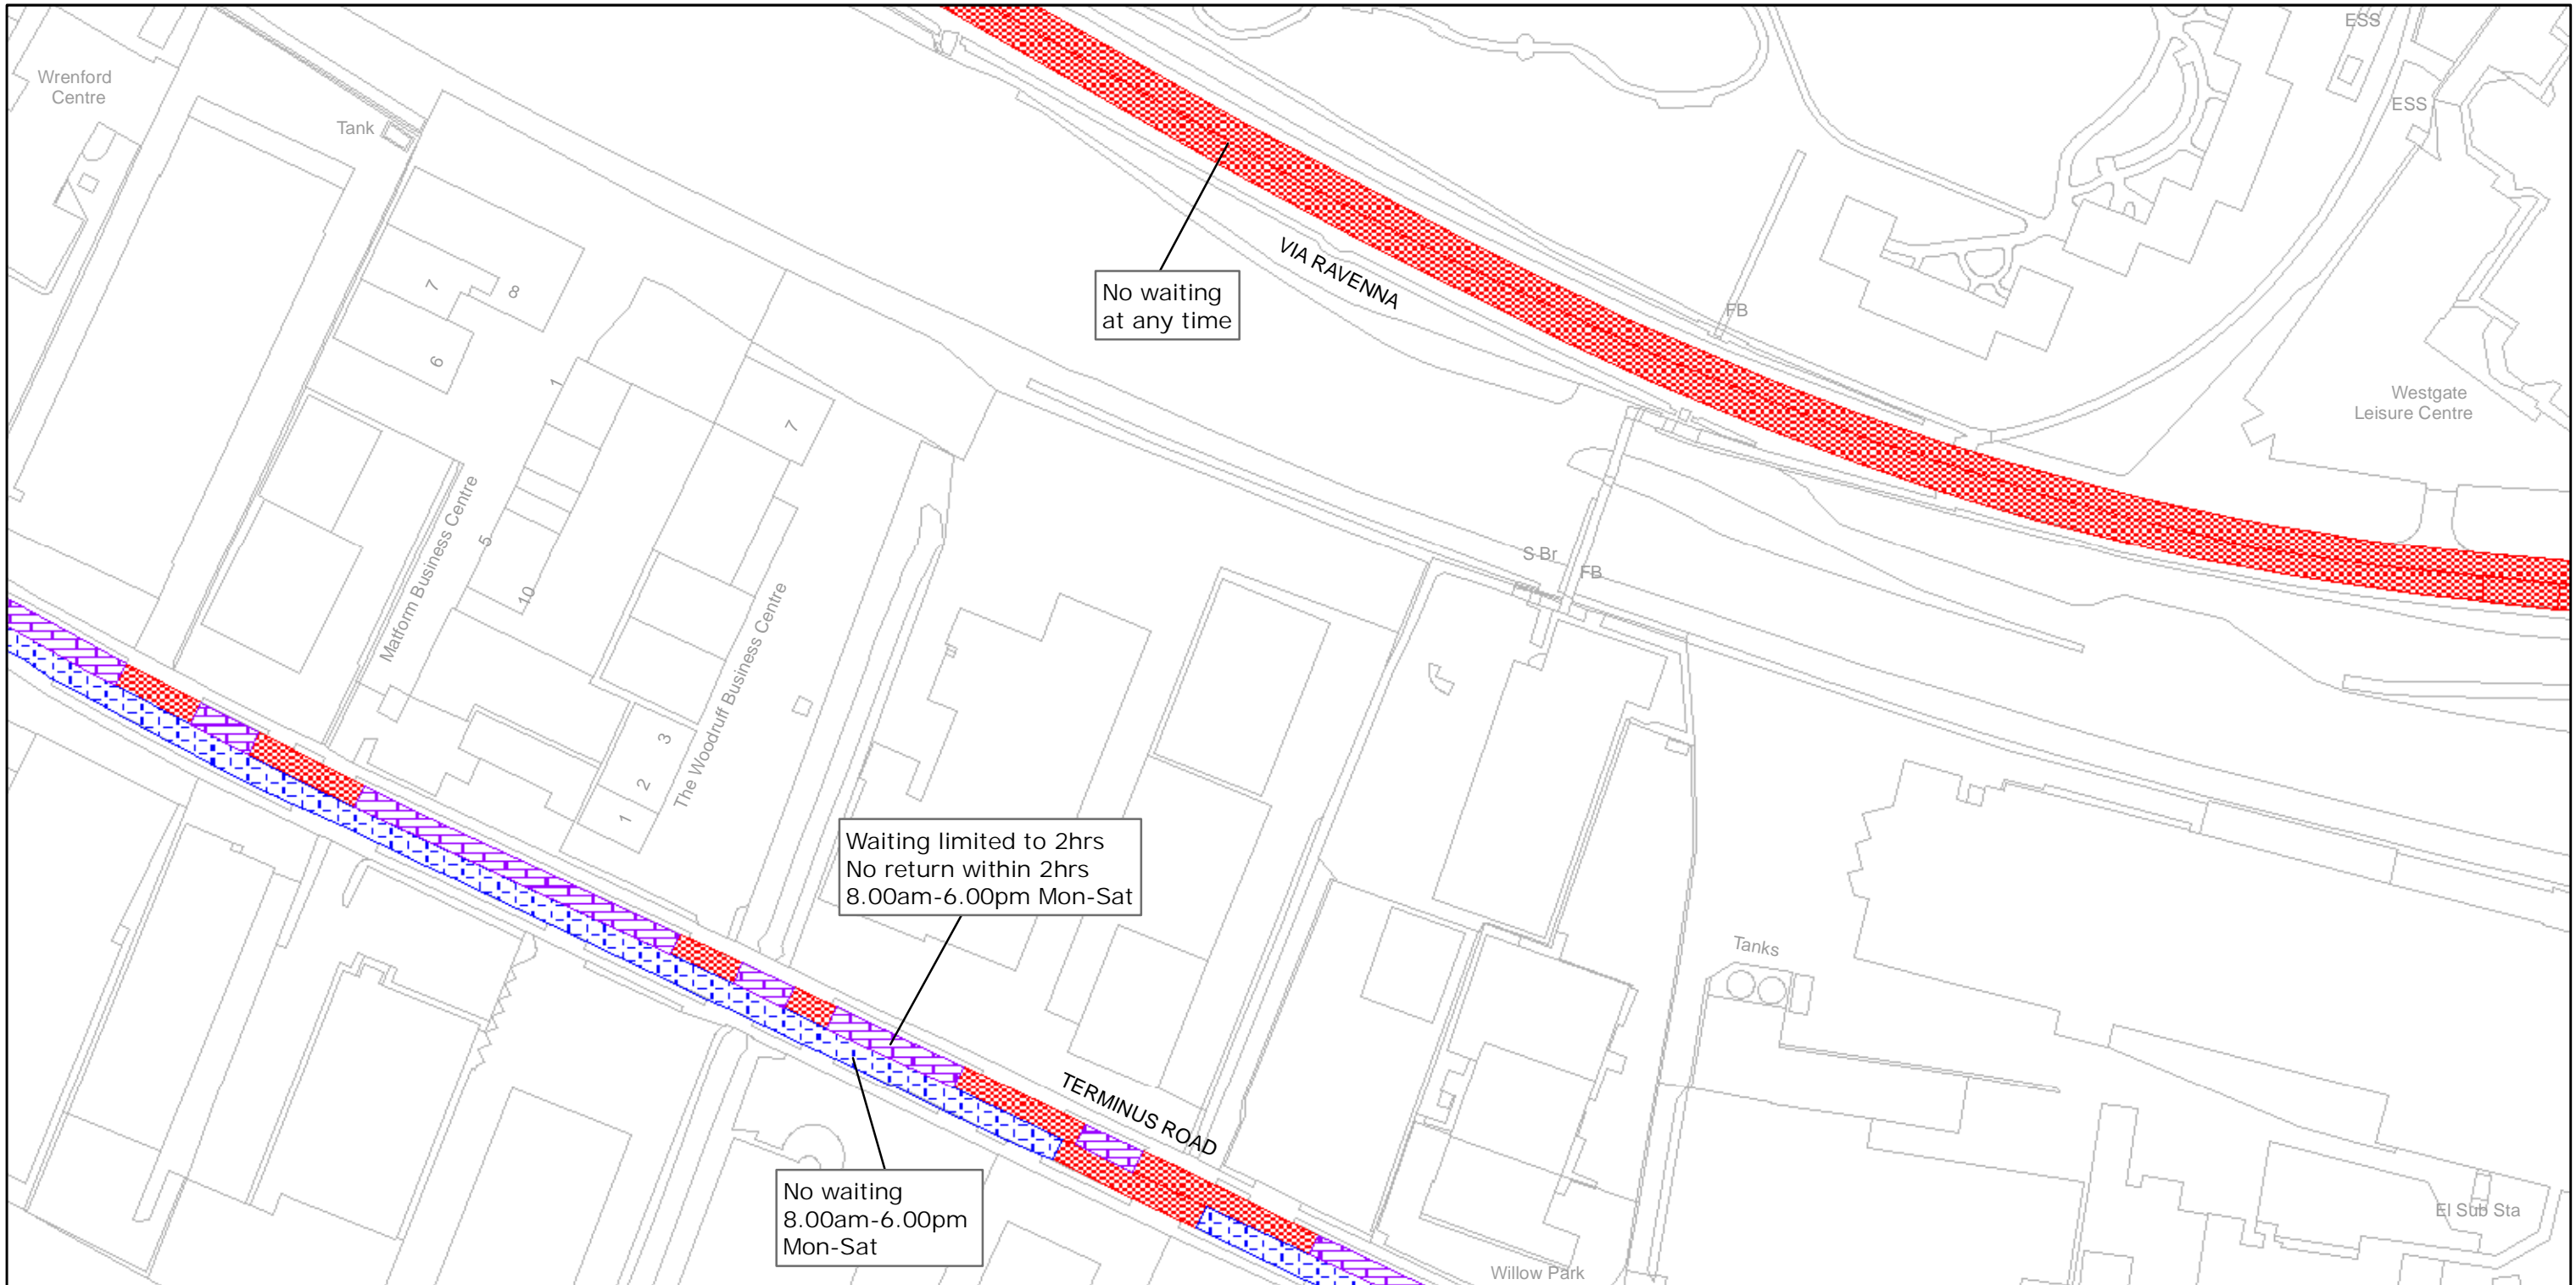 ESS
Wrenford
Centre
Tank
ESS
VIA RAVENNA
7
8
No waiting
at any time
FB
6
1
7
Westgate
Leisure Centre
Matform Business Centre
5
10
S Br
FB
The Woodruff Business Centre
3
2
1
Waiting limited to 2hrs
No return within 2hrs
8.00am-6.00pm Mon-Sat
Tanks
TERMINUS ROAD
No waiting
8.00am-6.00pm
Mon-Sat
El Sub Sta
Willow Park